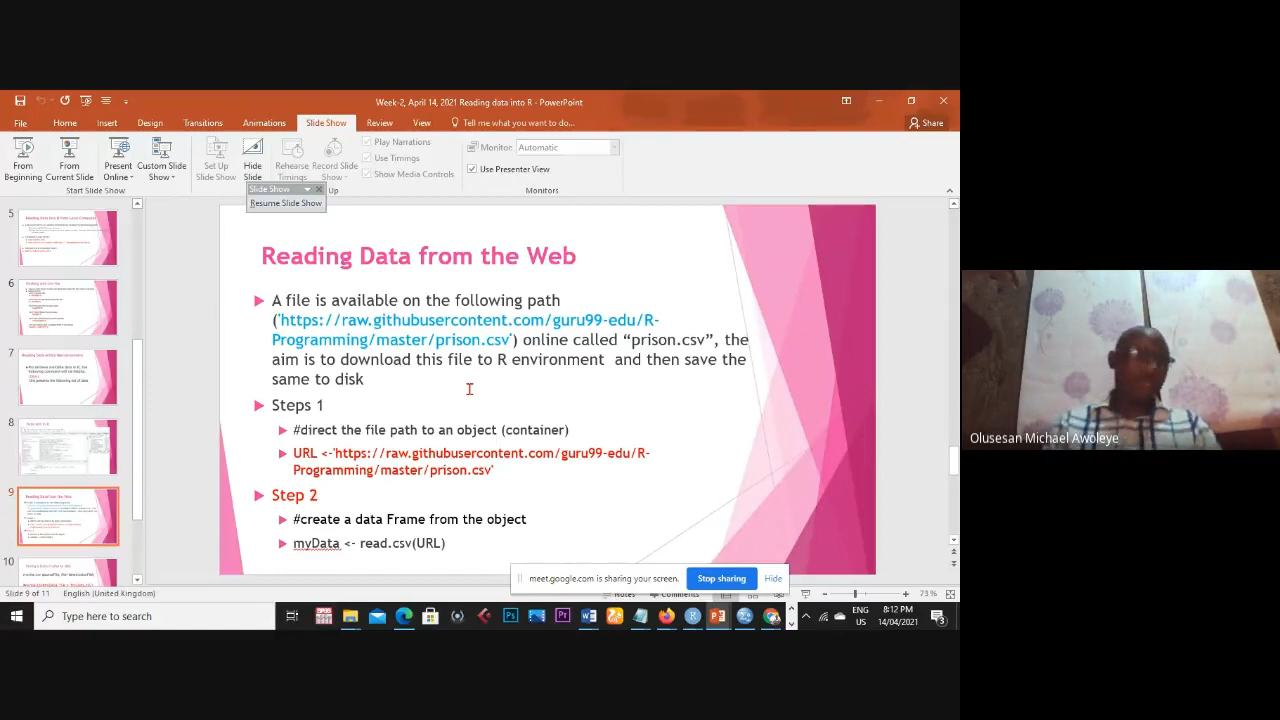 Week-2, April 14, 2021 Reading data into R - PowerPoint
File Home Insert Design Transitions Animations Slide Show Review View Tell me what you want to do... Share
From Beginning
From Current Slide
Present Online
Custom Slide Show
Set Up Slide Show
Hide Slide
Rehearse Timings
Record Slide Show
Play Narrations
Use Timings
Show Media Controls
Monitor: Automatic
Use Presenter View
Start Slide Show
Monitors
Slide Show
Resume Slide Show
5
6
7
8
9
10
Reading Data from the Web
A file is available on the following path
('https://raw.githubusercontent.com/guru99-edu/R-
Programming/master/prison.csv') online called “prison.csv”, the
aim is to download this file to R environment and then save the
same to disk
Steps 1
#direct the file path to an object (container)
URL <-'https://raw.githubusercontent.com/guru99-edu/R-
Programming/master/prison.csv'
Step 2
#create a data Frame from the object
myData <- read.csv(URL)
Olusesan Michael Awoleye
meet.google.com is sharing your screen. Stop sharing Hide
Slide 9 of 11 English (United Kingdom) Notes Comments 73 %
Type here to search
ENG
US
8:12 PM
14/04/2021
3